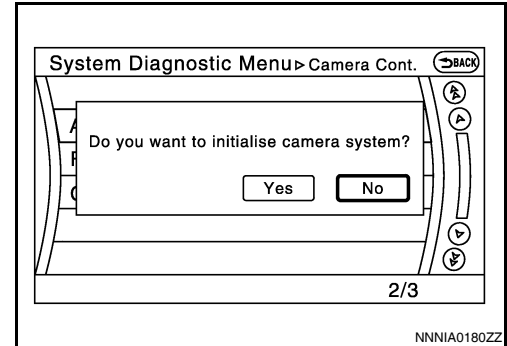 System Diagnostic Menu▷Camera Cont.
BACK
Do you want to initialise camera system?
Yes
No
2/3
NNNIA0180ZZ